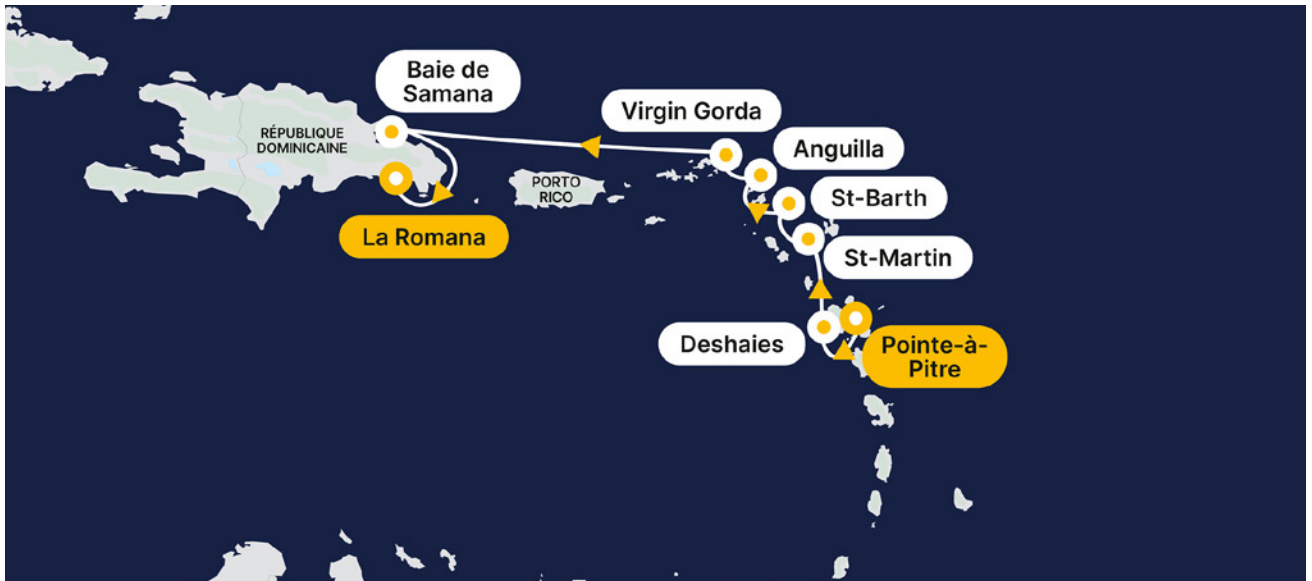 Baie de
Samana
Virgin Gorda
RÉPUBLIQUE
DOMINICAINE
Anguilla
PORTO
RICO
St-Barth
La Romana
St-Martin
Deshaies
Pointe-à-
Pitre